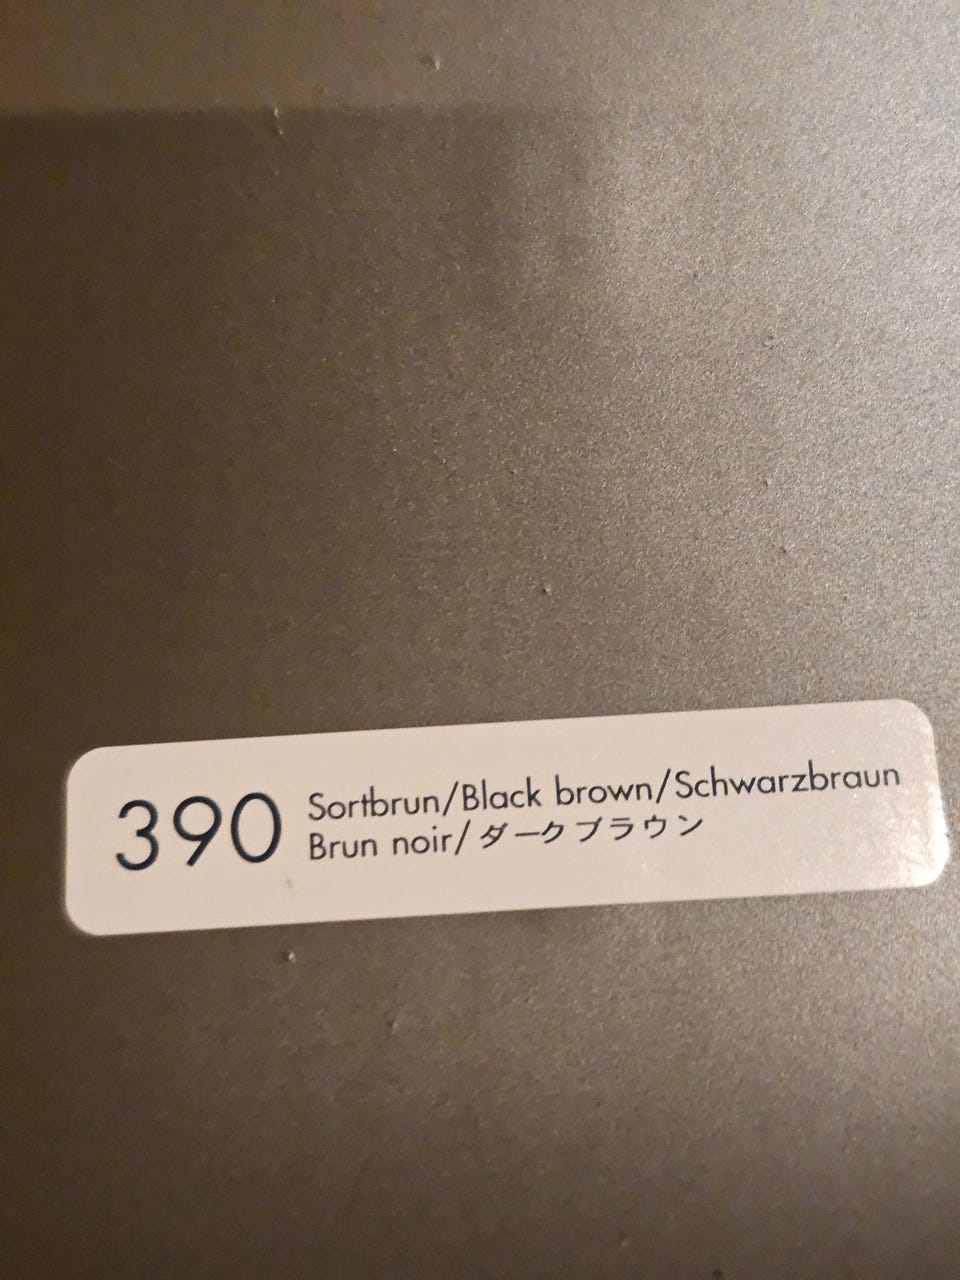 390 Sortbrun/Black brown/Schwarzbraun
Brun noir/ダークブラウン